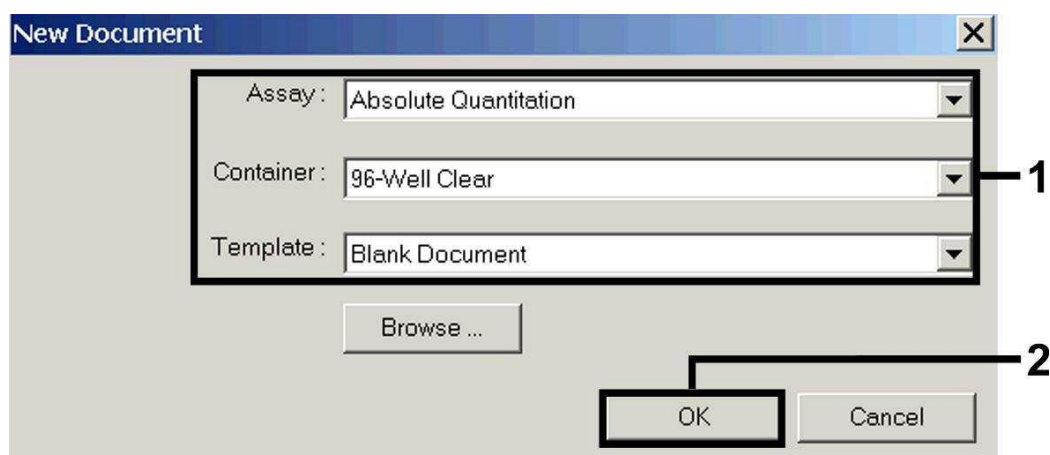 New Document
Assay: Absolute Quantitation
Container: 96-Well Clear
1
Template: Blank Document
Browse ...
2
OK Cancel